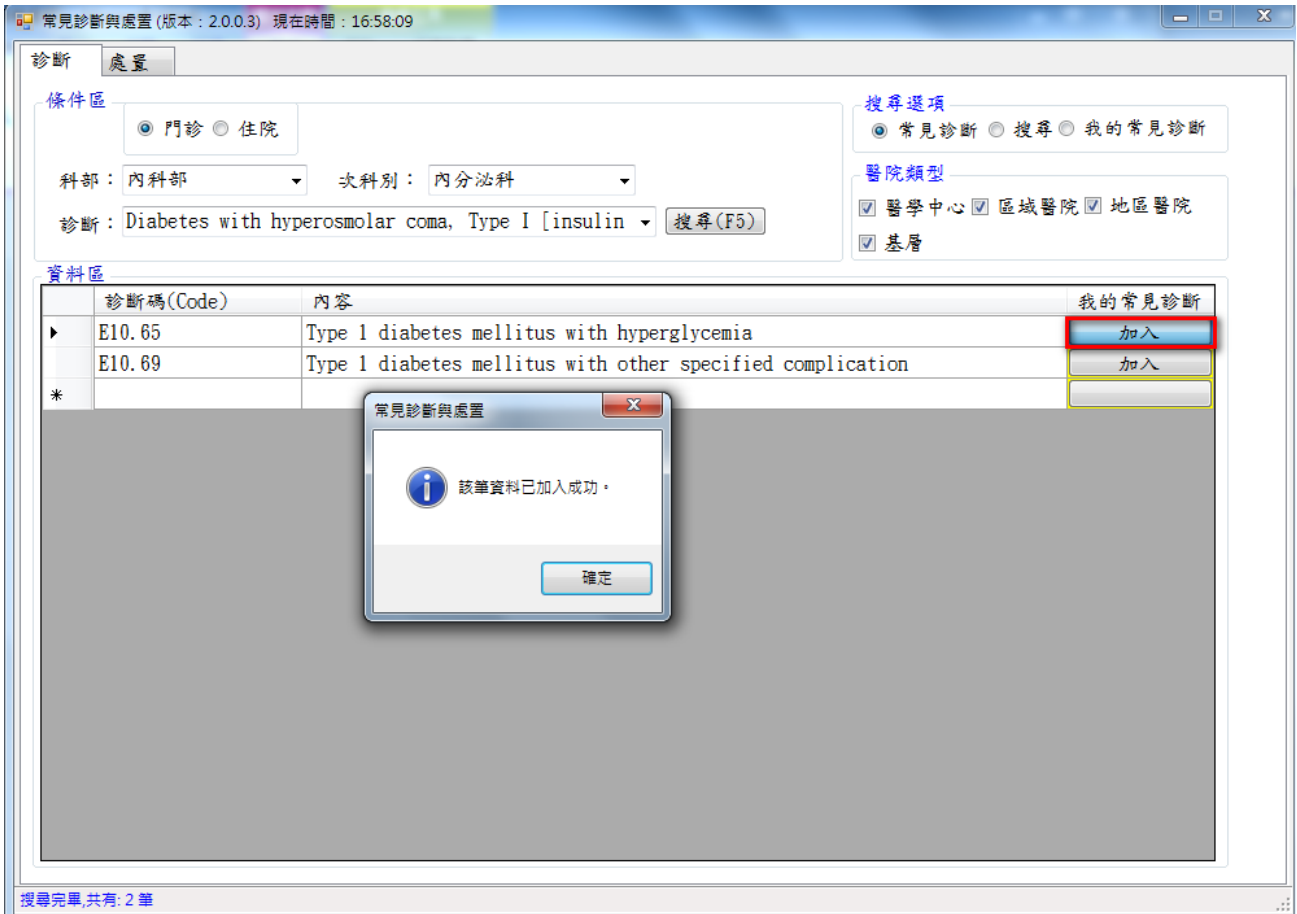 常見診斷與處置 (版本：2.0.0.3) 現在時間：16:58:09
診斷 處置
條件區
門診 住院
科部： 內科部 次科別： 內分泌科
診斷： Diabetes with hyperosmolar coma, Type I [insulin 搜尋(F5)
搜尋選項
常見診斷 搜尋 我的常見診斷
醫院類型
醫學中心 區域醫院 地區醫院
基層
資料區
診斷碼(Code) 內容 我的常見診斷
E10.65 Type 1 diabetes mellitus with hyperglycemia 加入
E10.69 Type 1 diabetes mellitus with other specified complication 加入
常見診斷與處置
該筆資料已加入成功。
確定
搜尋完畢,共有: 2 筆